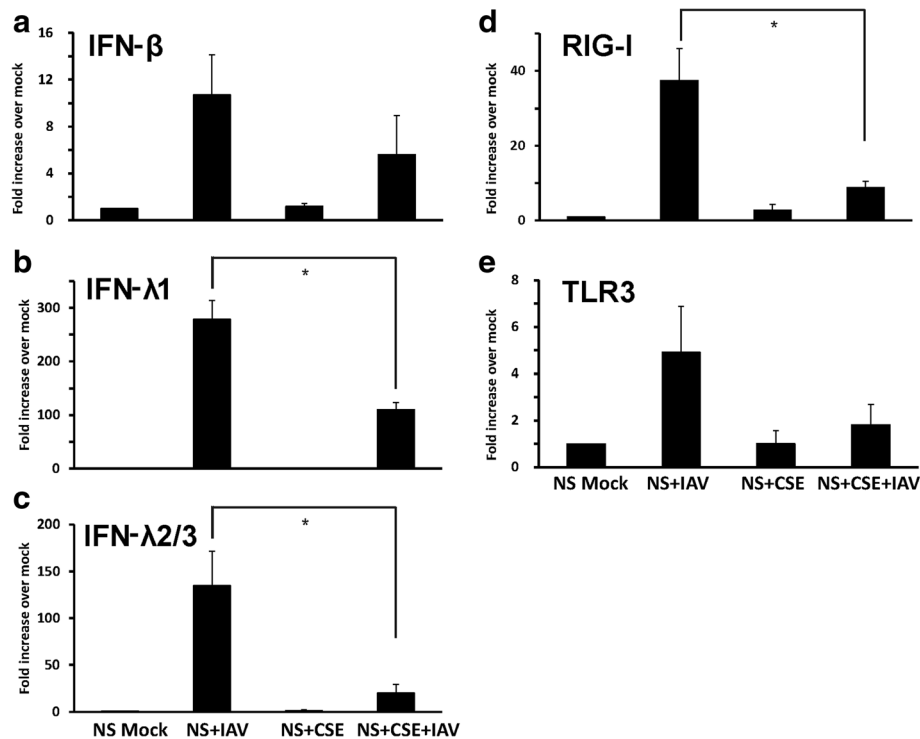 a
IFN-β
Fold increase over mock
16
12
8
4
0
b
IFN-λ1
Fold increase over mock
*
300
200
100
0
c
IFN-λ2/3
Fold increase over mock
*
200
150
100
50
0
NS Mock NS+IAV NS+CSE NS+CSE+IAV
d
RIG-I
Fold increase over mock
*
40
20
0
e
TLR3
Fold increase over mock
8
6
4
2
0
NS Mock NS+IAV NS+CSE NS+CSE+IAV